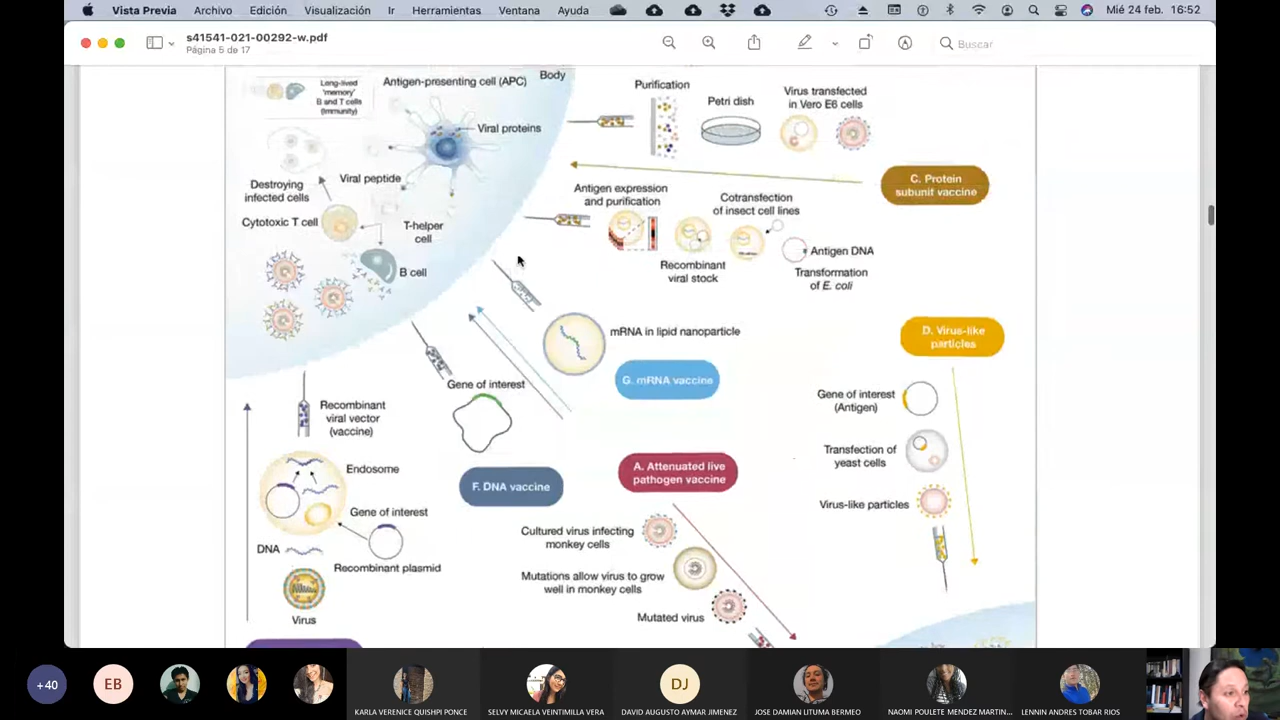 Vista Previa Archivo Edición Visualización Ir Herramientas Ventana Ayuda Mié 24 feb. 16:52
s41541-021-00292-w.pdf
Página 5 de 17
Buscar
Long-lived
'memory'
B and T cells
(Immunity)
Antigen-presenting cell (APC)
Body
Viral proteins
Viral peptide
Destroying
infected cells
Cytotoxic T cell
T-helper
cell
B cell
Purification
Petri dish
Virus transfected
in Vero E6 cells
C. Protein
subunit vaccine
Antigen expression
and purification
Cotransfection
of insect cell lines
Recombinant
viral stock
Antigen DNA
Transformation
of E. coli
mRNA in lipid nanoparticle
G. mRNA vaccine
D. Virus-like
particles
Gene of interest
(Antigen)
Transfection of
yeast cells
Virus-like particles
Gene of interest
F. DNA vaccine
Recombinant
viral vector
(vaccine)
Endosome
Gene of interest
DNA
Recombinant plasmid
Virus
A. Attenuated live
pathogen vaccine
Cultured virus infecting
monkey cells
Mutations allow virus to grow
well in monkey cells
Mutated virus
+40
EB
DJ
KARLA VERENICE QUISHPI PONCE
SELVY MICAELA VEINTIMILLA VERA
DAVID AUGUSTO AYMAR JIMENEZ
JOSE DAMIAN LITUMA BERMEO
NAOMI POULETE MENDEZ MARTIN...
LENNIN ANDRES TOBAR RIOS